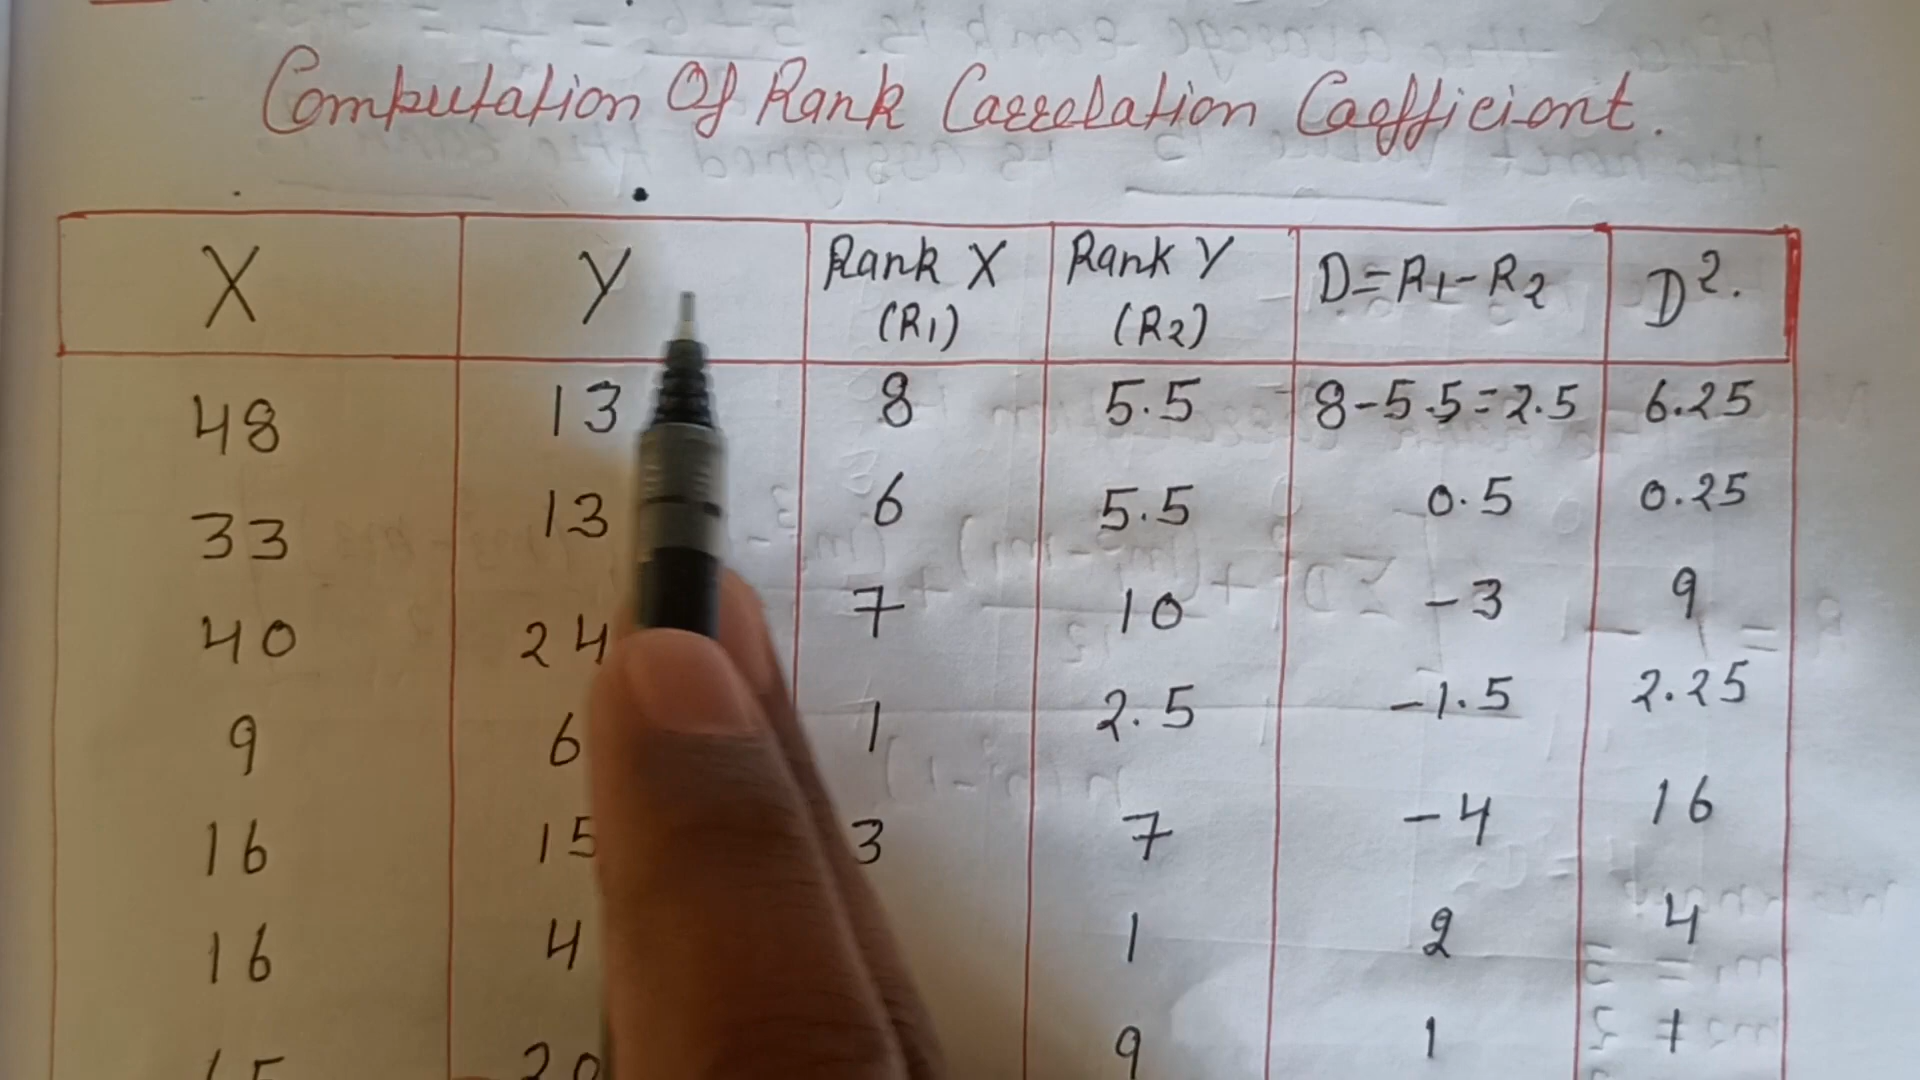 Computation Of Rank Correlation Coefficient.
X Y Rank X (R1) Rank Y (R2) D=R1-R2 D².
48 13 8 5.5 8-5.5=2.5 6.25
33 13 6 5.5 0.5 0.25
40 24 7 10 -3 9
9 6 1 2.5 -1.5 2.25
16 15 3 7 -4 16
16 4 1 2 4
20 9 1